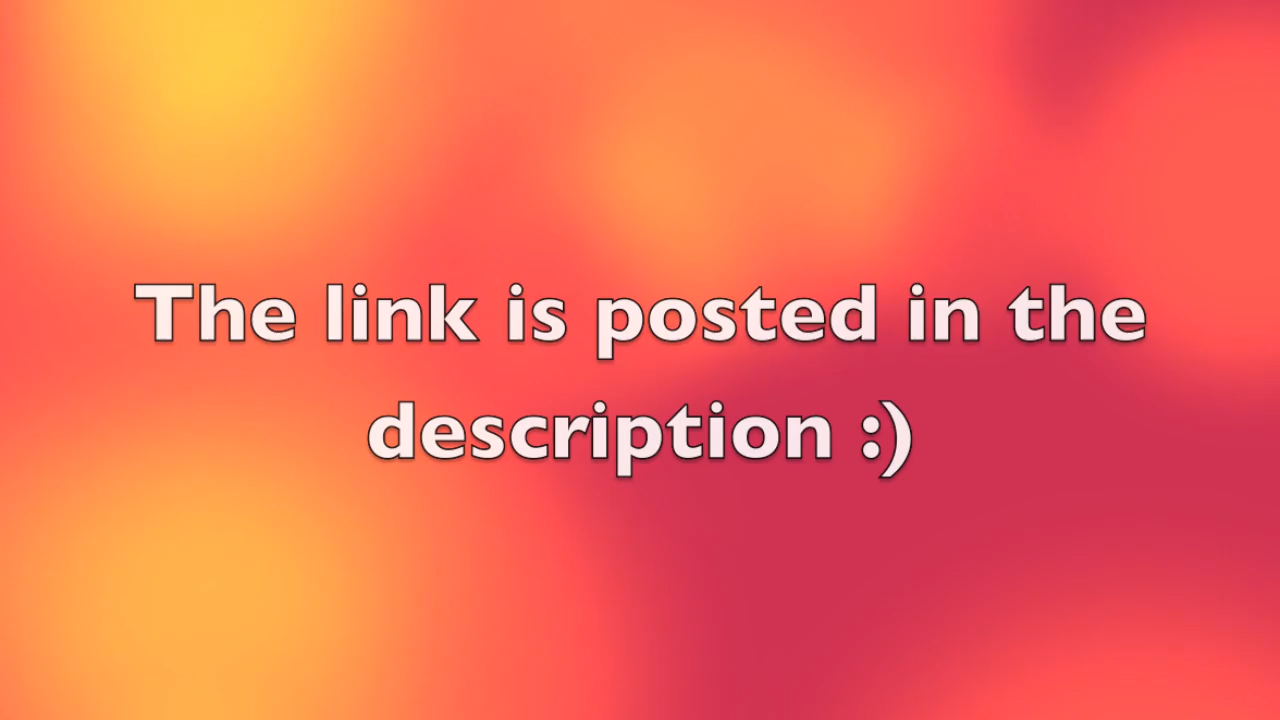 The link is posted in the
description :)